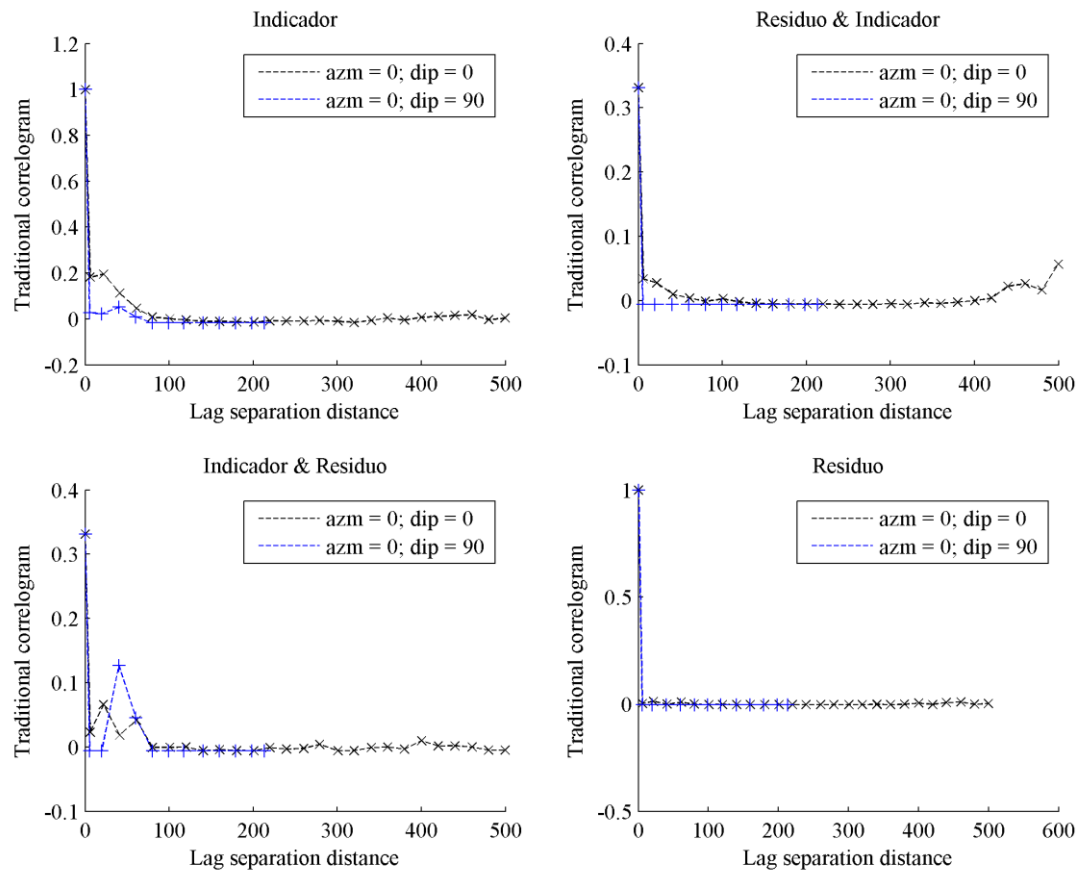 Indicador
1.2
1
0.8
0.6
0.4
0.2
0
-0.2
Traditional correlogram
azm = 0; dip = 0
azm = 0; dip = 90
0 100 200 300 400 500
Lag separation distance
Residuo & Indicador
0.4
0.3
0.2
0.1
0
-0.1
Traditional correlogram
azm = 0; dip = 0
azm = 0; dip = 90
0 100 200 300 400 500
Lag separation distance
Indicador & Residuo
0.4
0.3
0.2
0.1
0
-0.1
Traditional correlogram
azm = 0; dip = 0
azm = 0; dip = 90
0 100 200 300 400 500
Lag separation distance
Residuo
1
0.5
0
-0.5
Traditional correlogram
azm = 0; dip = 0
azm = 0; dip = 90
0 100 200 300 400 500 600
Lag separation distance